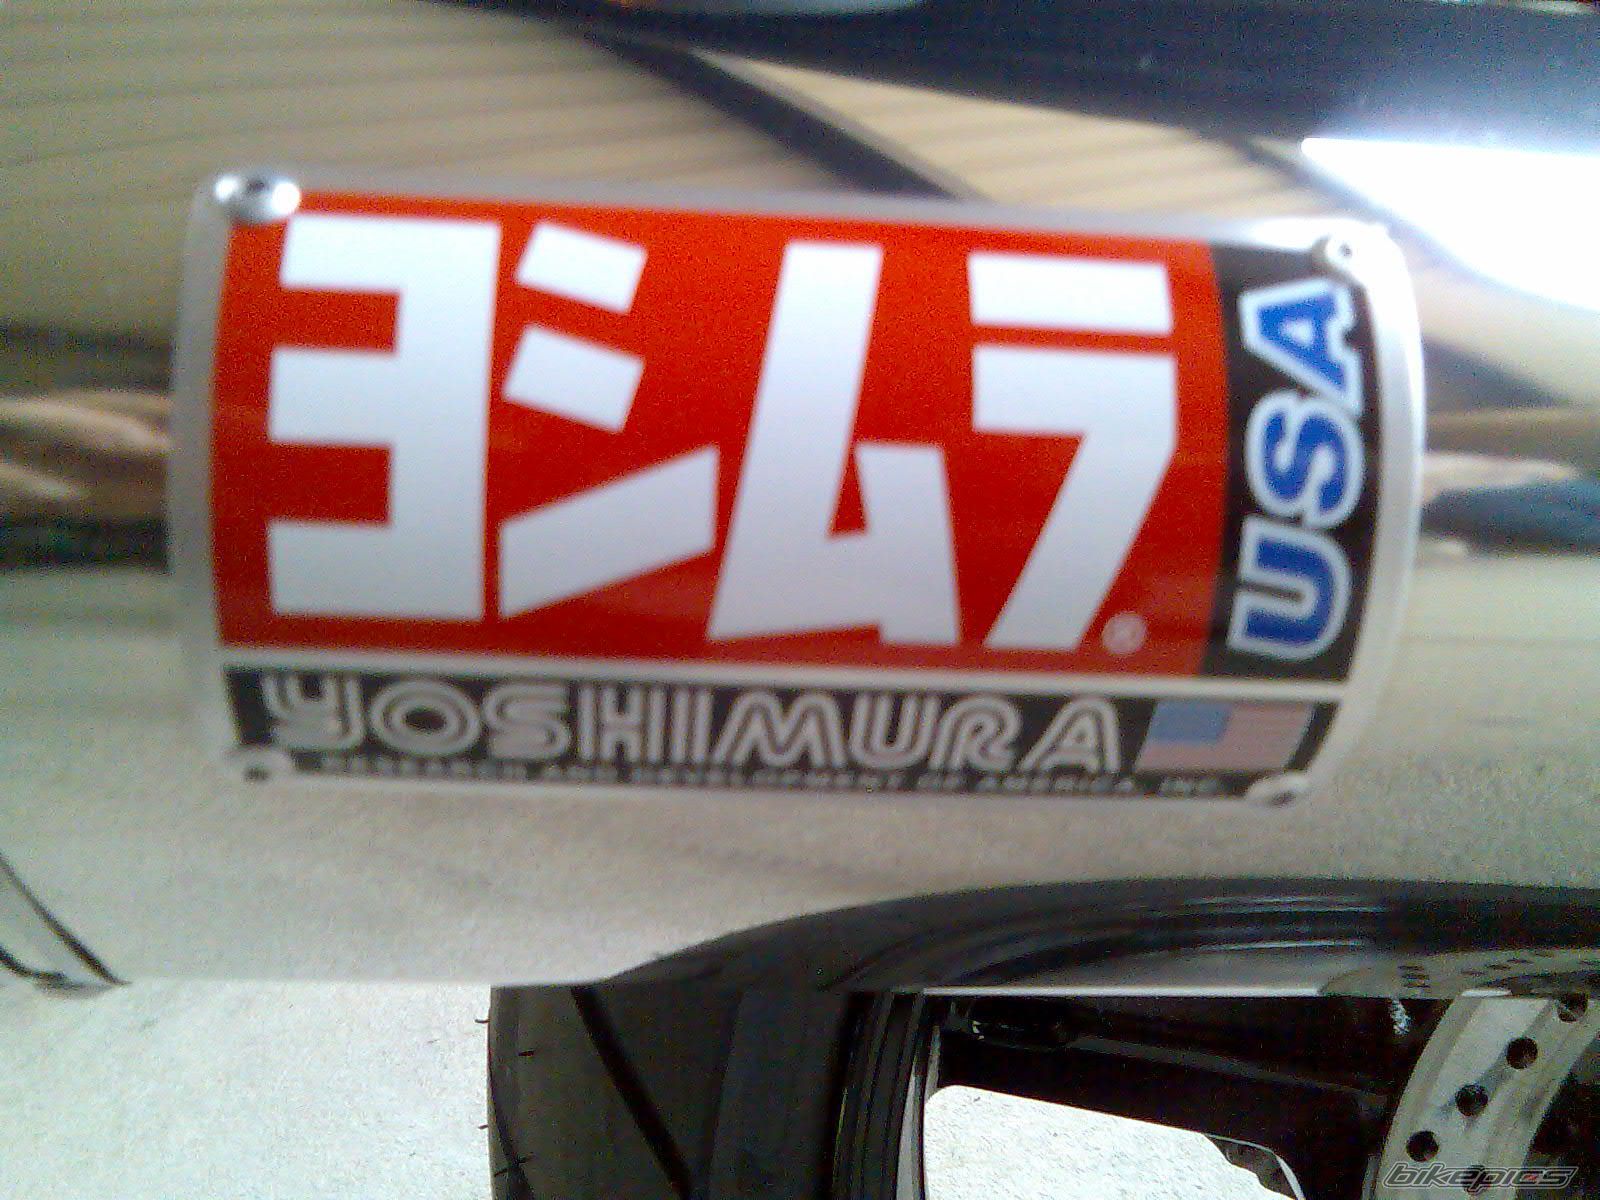 ヨシムラ®
USA
YOSHIMURA
RESEARCH AND DEVELOPMENT OF AMERICA, INC.
bikepics